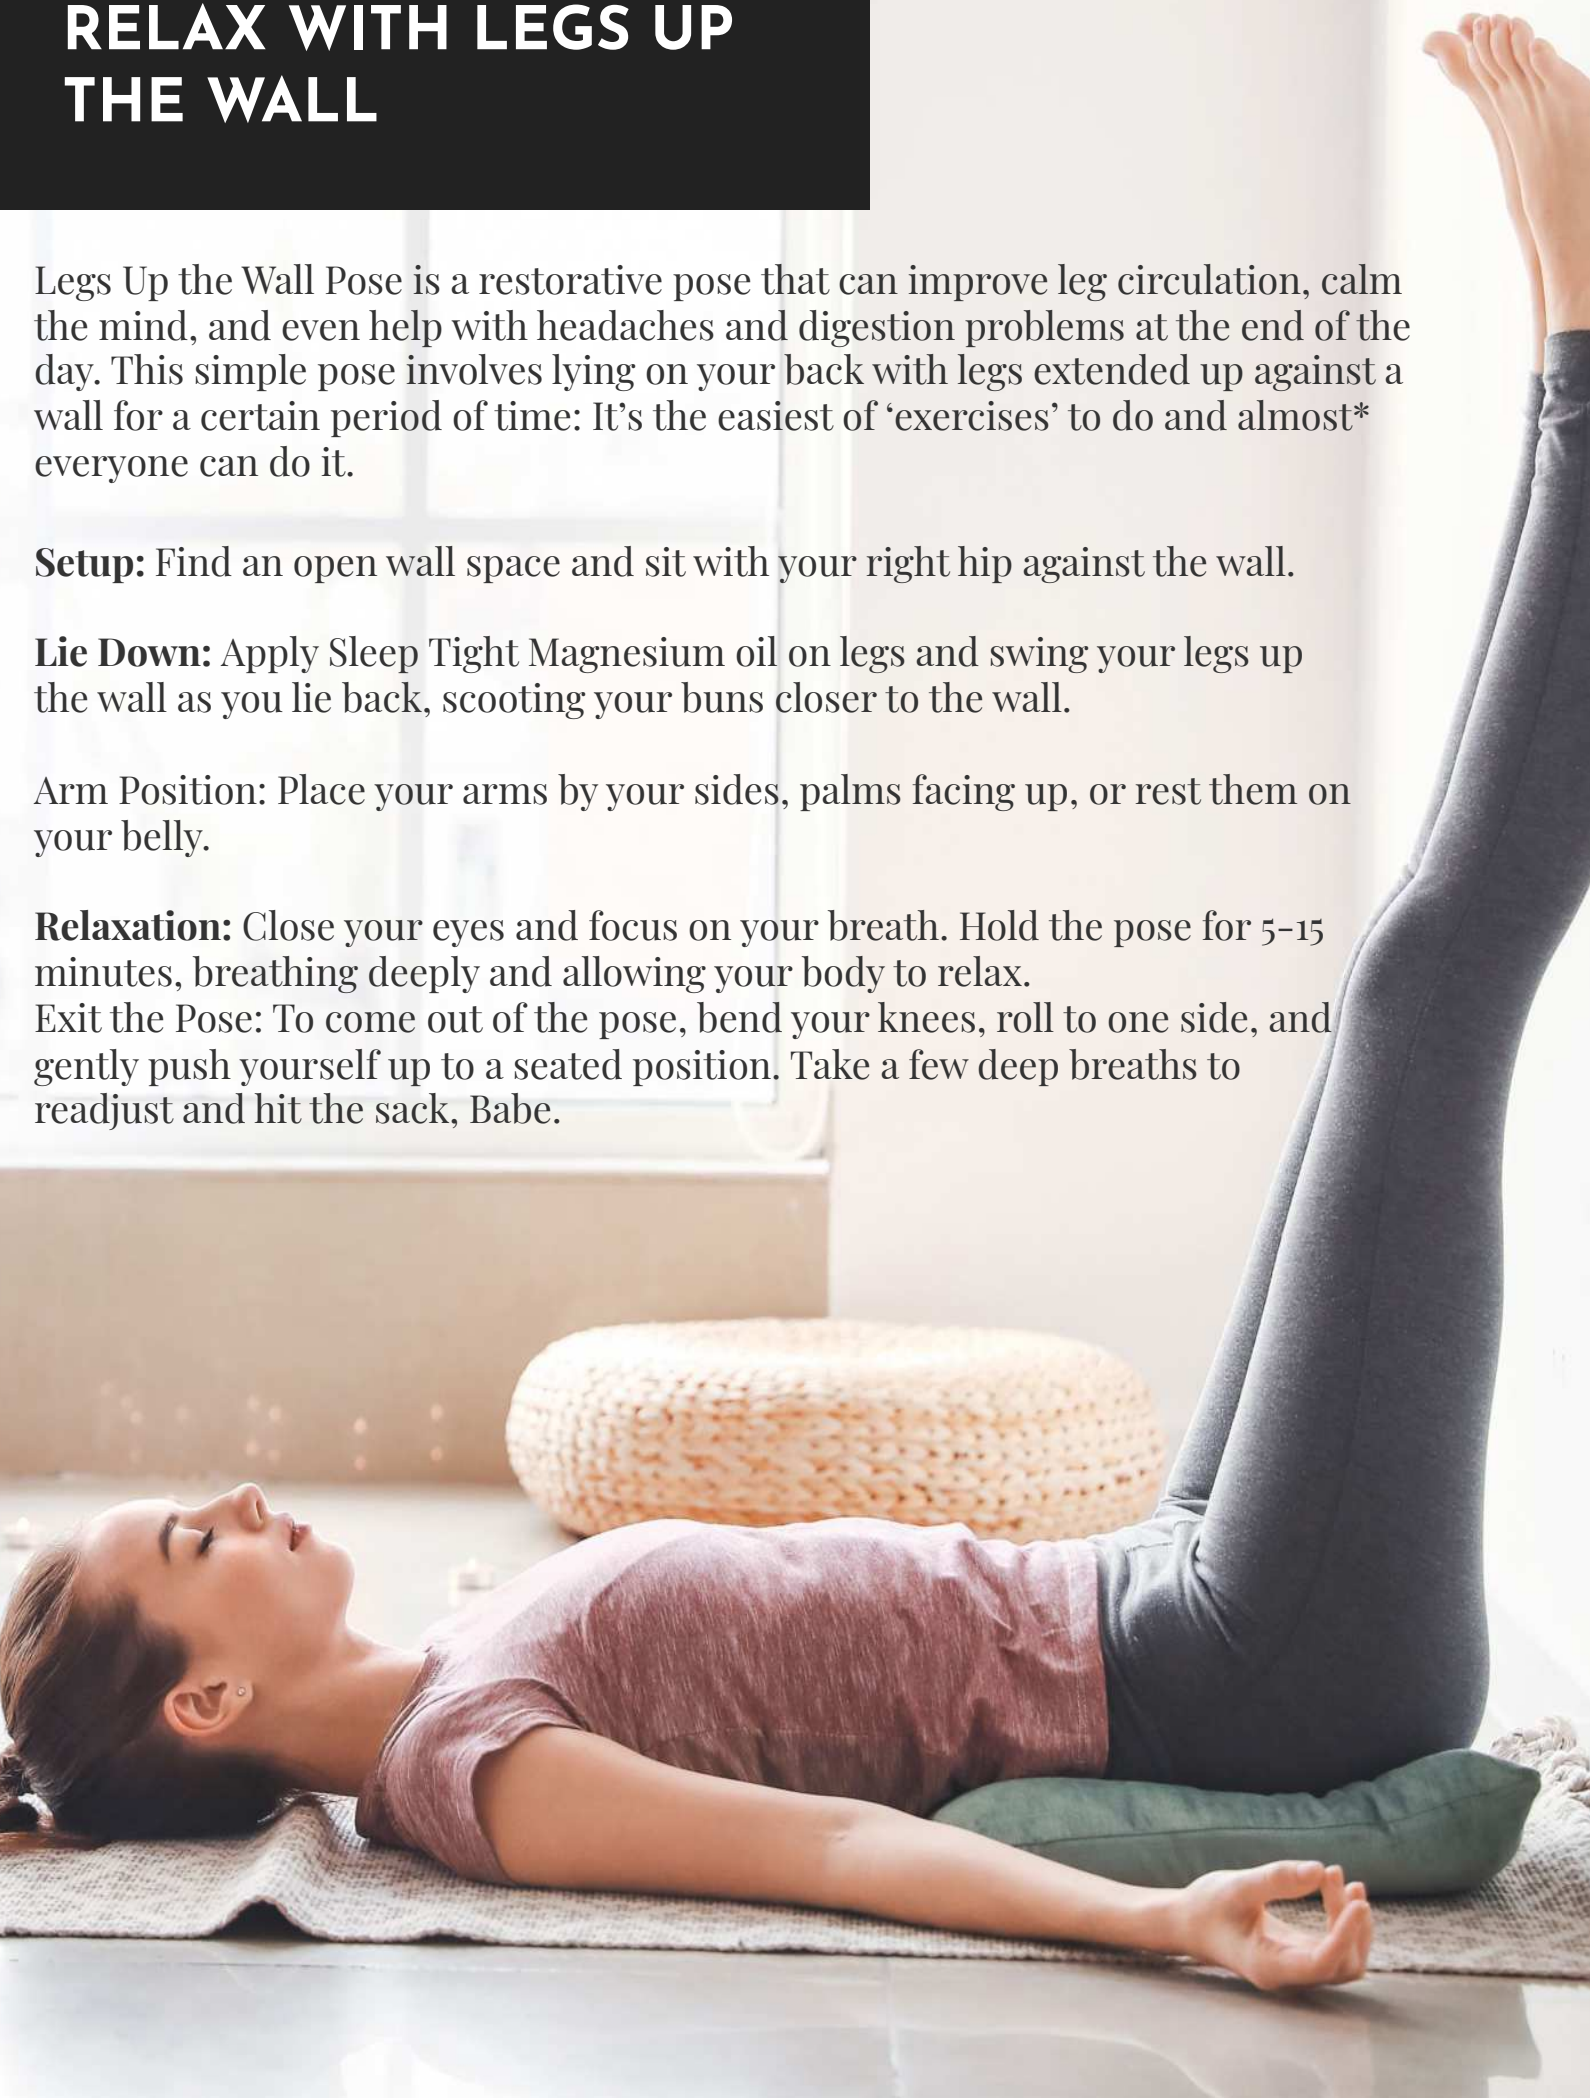 RELAX WITH LEGS UP
THE WALL
Legs Up the Wall Pose is a restorative pose that can improve leg circulation, calm
the mind, and even help with headaches and digestion problems at the end of the
day. This simple pose involves lying on your back with legs extended up against a
wall for a certain period of time: It’s the easiest of ‘exercises’ to do and almost*
everyone can do it.
Setup: Find an open wall space and sit with your right hip against the wall.
Lie Down: Apply Sleep Tight Magnesium oil on legs and swing your legs up
the wall as you lie back, scooting your buns closer to the wall.
Arm Position: Place your arms by your sides, palms facing up, or rest them on
your belly.
Relaxation: Close your eyes and focus on your breath. Hold the pose for 5-15
minutes, breathing deeply and allowing your body to relax.
Exit the Pose: To come out of the pose, bend your knees, roll to one side, and
gently push yourself up to a seated position. Take a few deep breaths to
readjust and hit the sack, Babe.